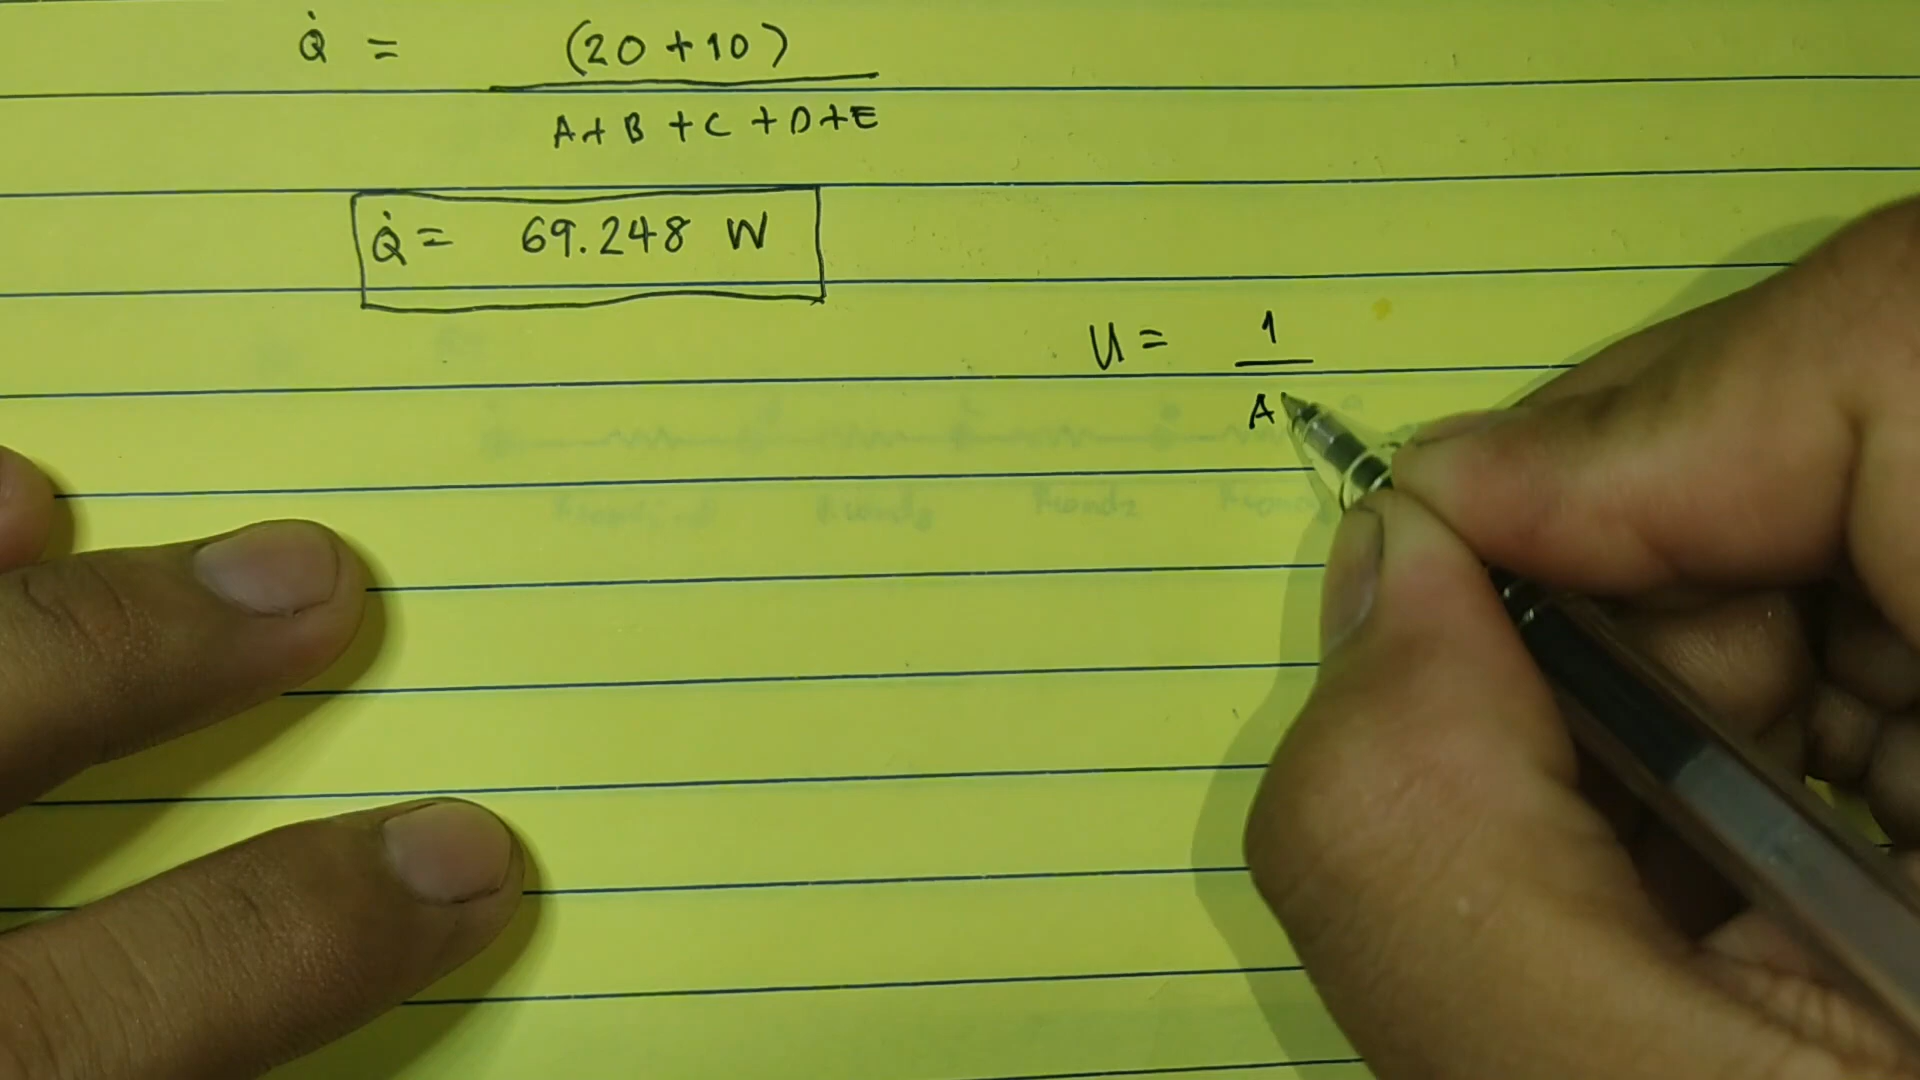 Q̇ = (20+10)
A+B+C+D+E
Q̇ = 69.248 W
U = 1
A